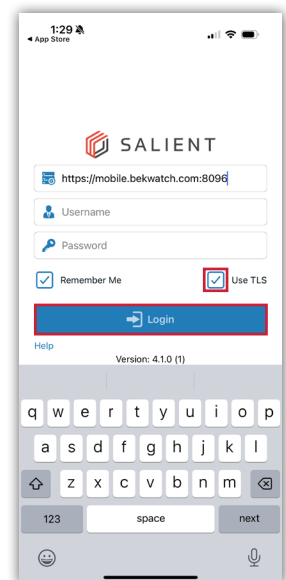 1:29
◀ App Store
SALIENT
https://mobile.bekwatch.com:8096
Username
Password
Remember Me
Use TLS
Login
Help
Version: 4.1.0 (1)
q w e r t y u i o p
a s d f g h j k l
z x c v b n m
123 space next